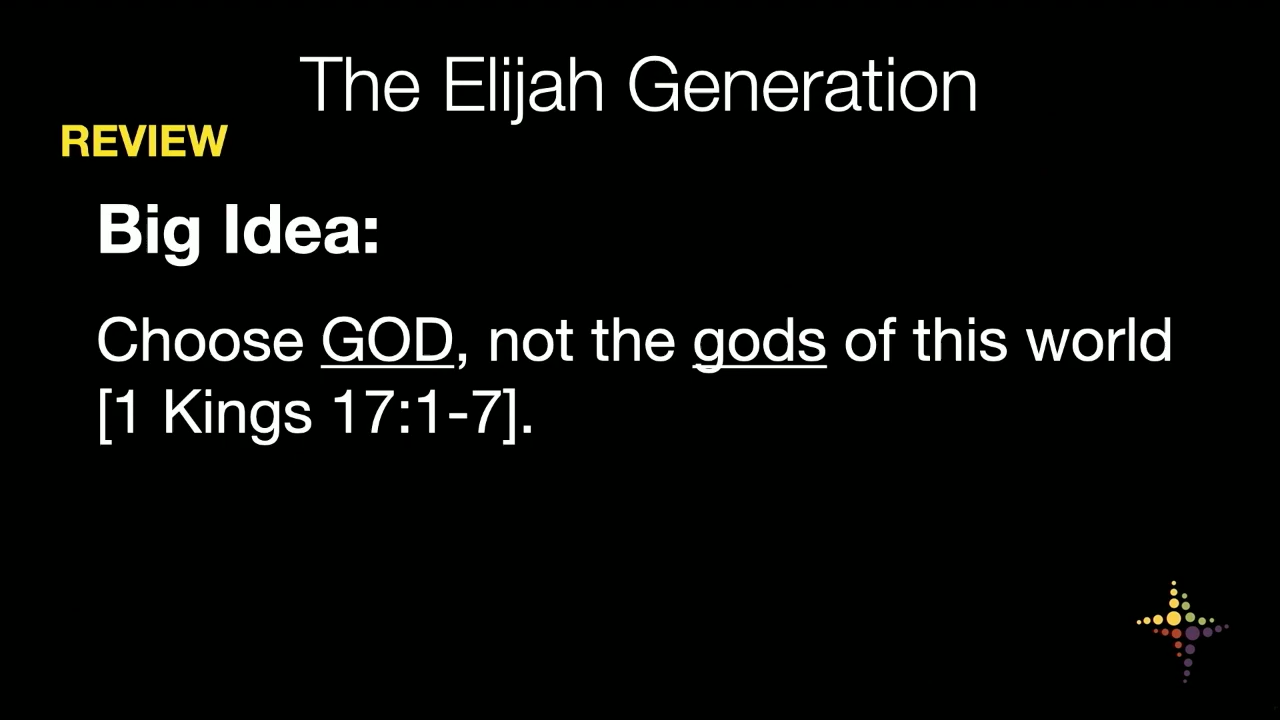 The Elijah Generation
REVIEW
Big Idea:
Choose GOD, not the gods of this world
[1 Kings 17:1-7].